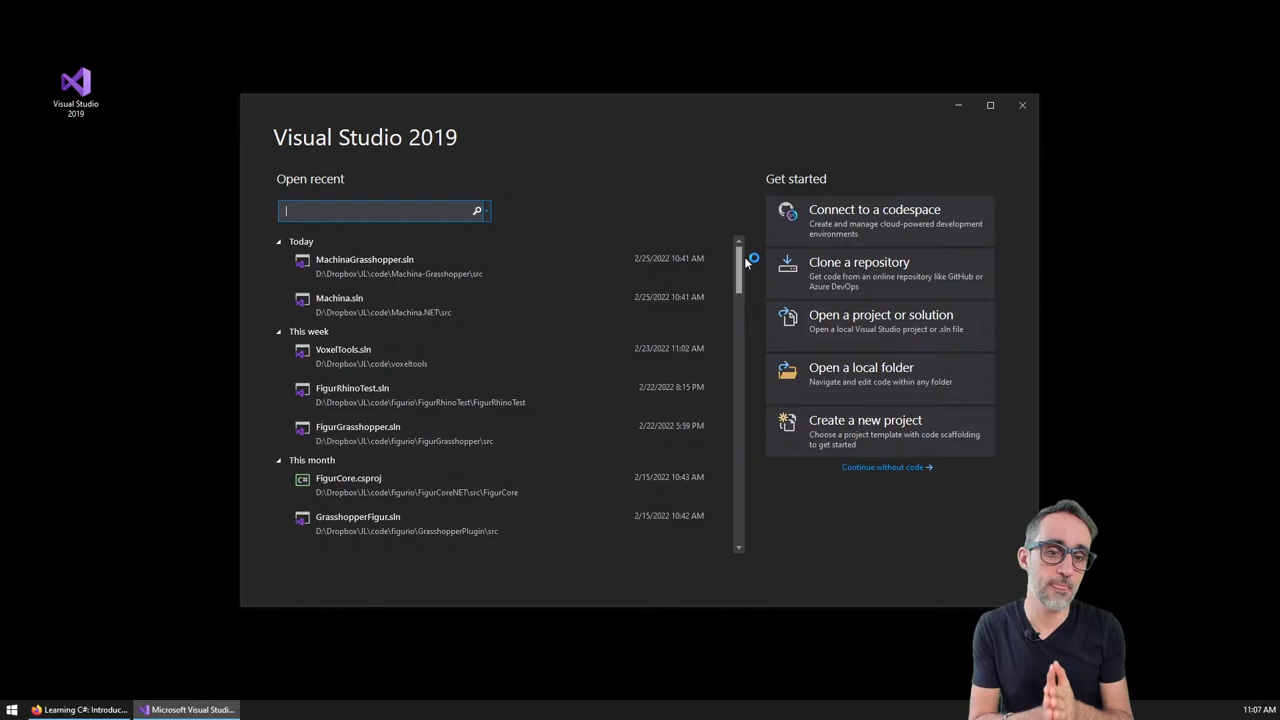 Visual Studio
2019
Visual Studio 2019
Open recent
Today
MachinaGrasshopper.sln
2/25/2022 10:41 AM
D:\Dropbox\JL\code\Machina-Grasshopper\src
Machina.sln
2/25/2022 10:41 AM
D:\Dropbox\JL\code\Machina.NET\src
This week
VoxelTools.sln
2/23/2022 11:02 AM
D:\Dropbox\JL\code\voxeltools
FigurRhinoTest.sln
2/22/2022 8:15 PM
D:\Dropbox\JL\code\figurio\FigurRhinoTest\FigurRhinoTest
FigurGrasshopper.sln
2/22/2022 5:59 PM
D:\Dropbox\JL\code\figurio\FigurGrasshopper\src
This month
FigurCore.csproj
2/15/2022 10:43 AM
D:\Dropbox\JL\code\figurio\FigurCoreNET\src\FigurCore
GrasshopperFigur.sln
2/15/2022 10:42 AM
D:\Dropbox\JL\code\figurio\GrasshopperPlugin\src
Get started
Connect to a codespace
Create and manage cloud-powered development
environments
Clone a repository
Get code from an online repository like GitHub or
Azure DevOps
Open a project or solution
Open a local Visual Studio project or .sln file
Open a local folder
Navigate and edit code within any folder
Create a new project
Choose a project template with code scaffolding
to get started
Continue without code →
Learning C#: Introduc...
Microsoft Visual Studi...
11:07 AM
C#